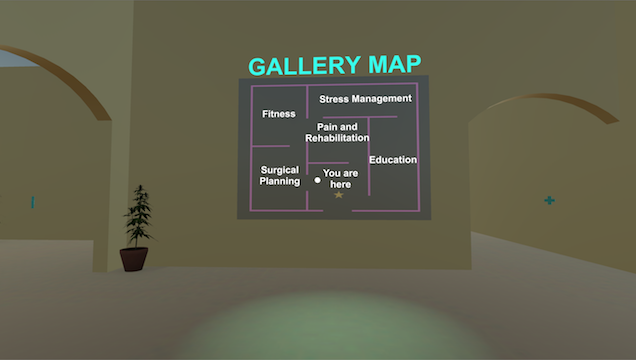 GALLERY MAP
Stress Management
Fitness
Pain and
Rehabilitation
Education
Surgical
Planning
You are
here